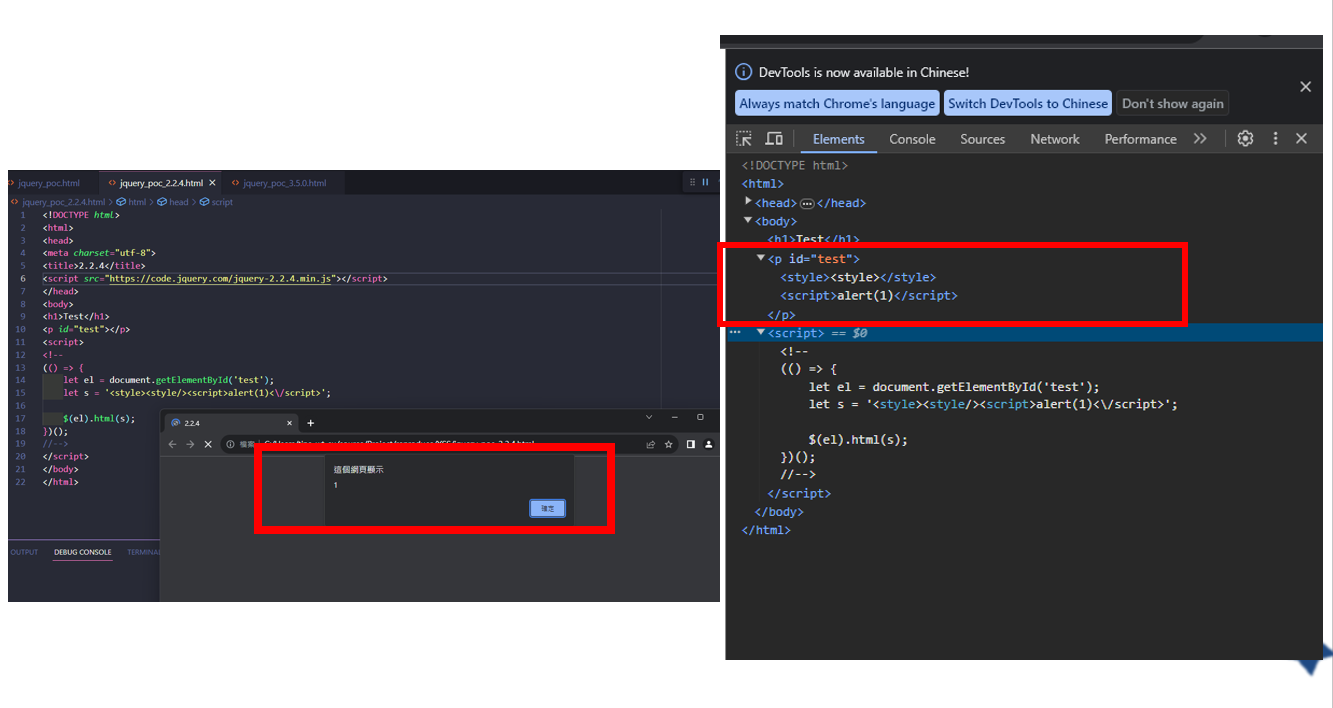 jquery_poc.html
jquery_poc_2.2.4.html
jquery_poc_3.5.0.html
jquery_poc_2.2.4.html > html > head > script
1 <!DOCTYPE html>
2 <html>
3 <head>
4 <meta charset="utf-8">
5 <title>2.2.4</title>
6 <script src="https://code.jquery.com/jquery-2.2.4.min.js"></script>
7 </head>
8 <body>
9 <h1>Test</h1>
10 <p id="test"></p>
11 <script>
12 <!--
13 (() => {
14 let el = document.getElementById('test');
15 let s = '<style><style/><script>alert(1)<\/script>';
16
17 $(el).html(s);
18 })();
19 //-->
20 </script>
21 </body>
22 </html>
OUTPUT DEBUG CONSOLE TERMINAL
2.2.4
檔案
這個網頁顯示
1
確定
DevTools is now available in Chinese!
Always match Chrome's language Switch DevTools to Chinese Don't show again
Elements Console Sources Network Performance
<!DOCTYPE html>
<html>
<head> </head>
<body>
<h1>Test</h1>
<p id="test">
<style><style></style>
<script>alert(1)</script>
</p>
<script> == $0
<!--
(() => {
let el = document.getElementById('test');
let s = '<style><style/><script>alert(1)<\/script>';
$(el).html(s);
})();
//-->
</script>
</body>
</html>